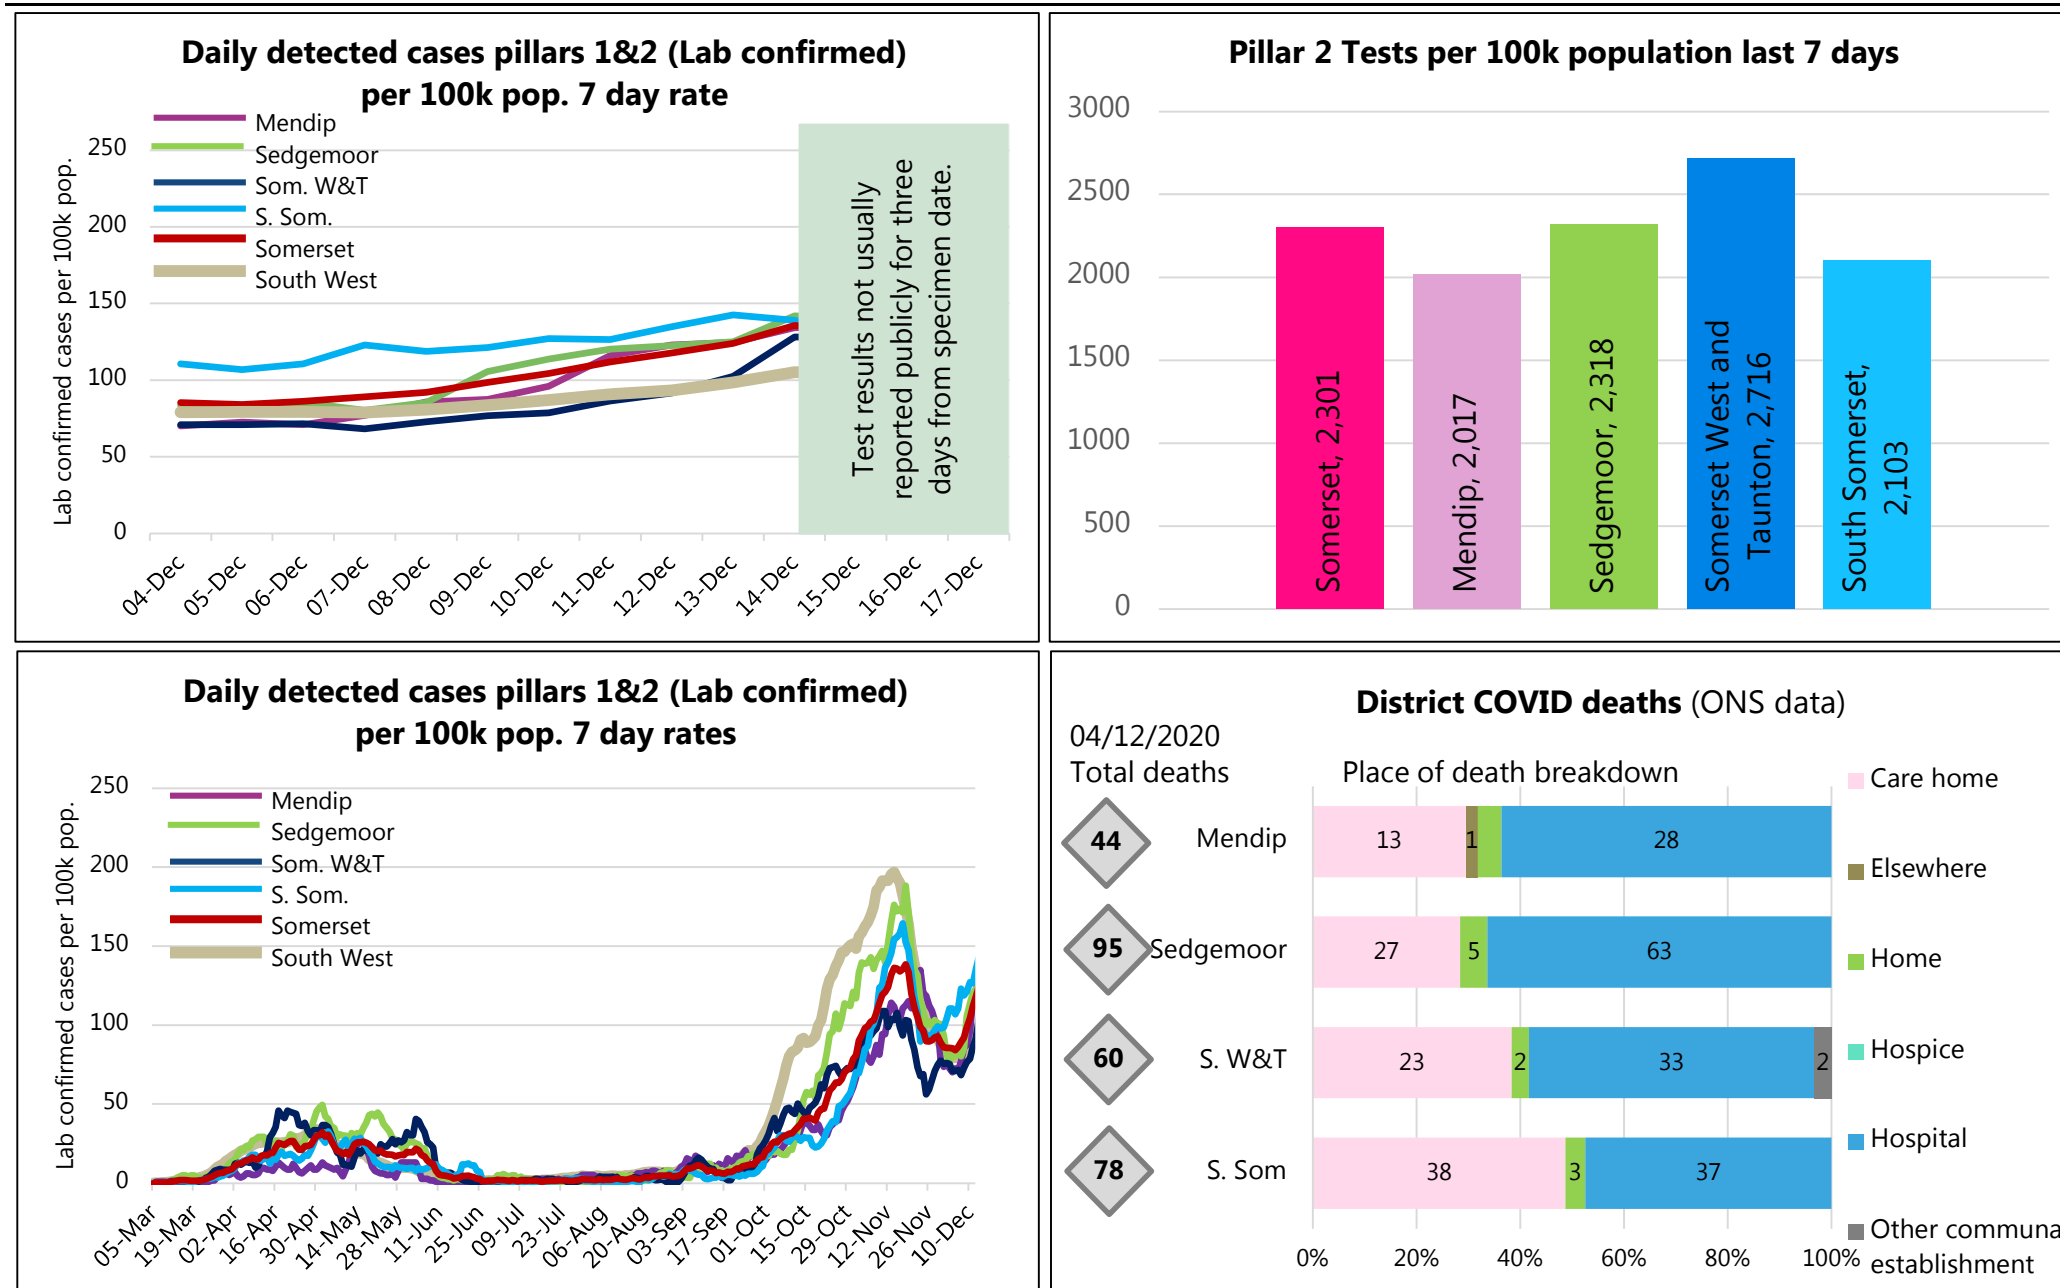 Daily detected cases pillars 1&2 (Lab confirmed)
per 100k pop. 7 day rate
Mendip
Sedgemoor
Som. W&T
S. Som.
Somerset
South West
Lab confirmed cases per 100k pop.
250
200
150
100
50
0
04-Dec
05-Dec
06-Dec
07-Dec
08-Dec
09-Dec
10-Dec
11-Dec
12-Dec
13-Dec
14-Dec
15-Dec
16-Dec
17-Dec
Test results not usually
reported publicly for three
days from specimen date.
Pillar 2 Tests per 100k population last 7 days
3000
2500
2000
1500
1000
500
0
Somerset, 2,301
Mendip, 2,017
Sedgemoor, 2,318
Somerset West and
Taunton, 2,716
South Somerset,
2,103
Daily detected cases pillars 1&2 (Lab confirmed)
per 100k pop. 7 day rates
Lab confirmed cases per 100k pop.
250
200
150
100
50
0
Mendip
Sedgemoor
Som. W&T
S. Som.
Somerset
South West
05-Mar
19-Mar
02-Apr
16-Apr
30-Apr
14-May
28-May
11-Jun
25-Jun
09-Jul
23-Jul
06-Aug
20-Aug
03-Sep
17-Sep
01-Oct
15-Oct
29-Oct
12-Nov
26-Nov
10-Dec
District COVID deaths (ONS data)
04/12/2020
Total deaths
Place of death breakdown
44
Mendip
13
1
28
95
Sedgemoor
27
5
63
60
S. W&T
23
2
33
2
78
S. Som
38
3
37
0%
20%
40%
60%
80%
100%
Care home
Elsewhere
Home
Hospice
Hospital
Other communa
establishment